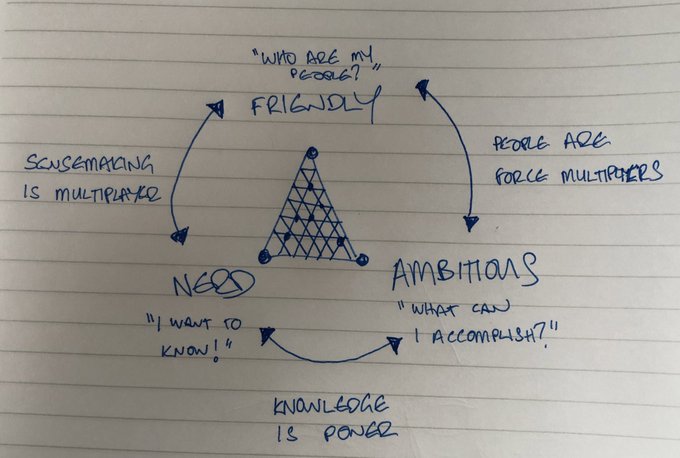 "WHO ARE MY
PEOPLE?"
FRIENDLY
SENSEMAKING
IS MULTIPLAYER
PEOPLE ARE
FORCE MULTIPLIERS
NERD
"I WANT TO
KNOW!"
AMBITIOUS
"WHAT CAN
I ACCOMPLISH?"
KNOWLEDGE
IS POWER